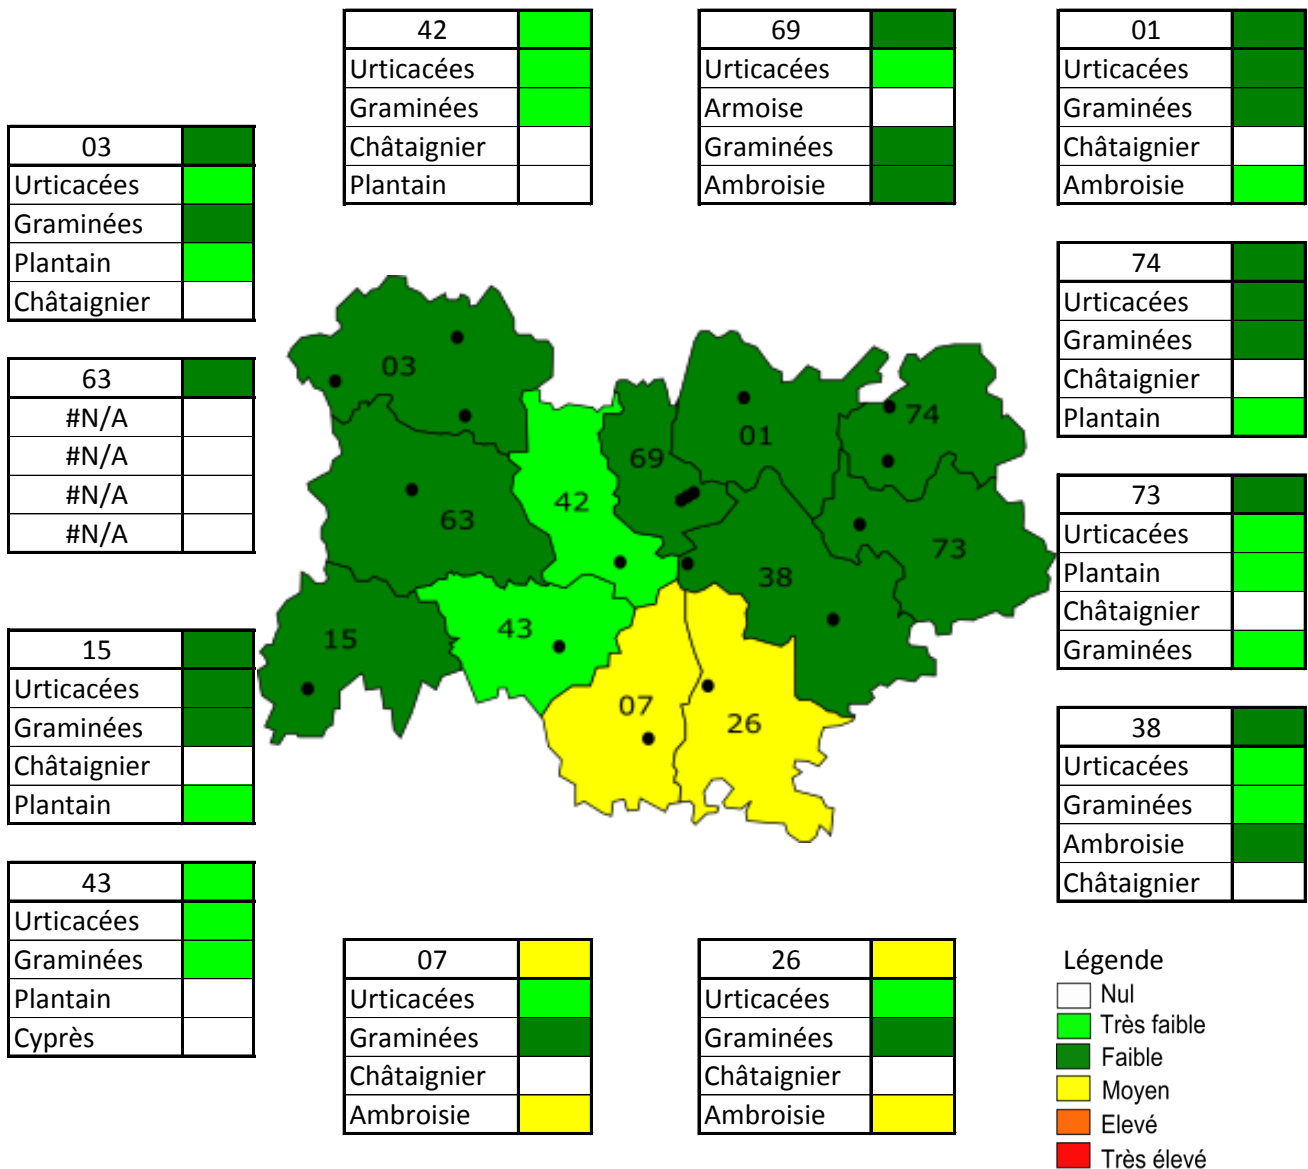 42
Urticacées
Graminées
Châtaignier
Plantain
69
Urticacées
Armoise
Graminées
Ambroisie
01
Urticacées
Graminées
Châtaignier
Ambroisie
03
Urticacées
Graminées
Plantain
Châtaignier
74
Urticacées
Graminées
Châtaignier
Plantain
63
#N/A
#N/A
#N/A
#N/A
03
74
01
69
42
63
73
38
15
43
07
26
73
Urticacées
Plantain
Châtaignier
Graminées
15
Urticacées
Graminées
Châtaignier
Plantain
38
Urticacées
Graminées
Ambroisie
Châtaignier
43
Urticacées
Graminées
Plantain
Cyprès
07
Urticacées
Graminées
Châtaignier
Ambroisie
26
Urticacées
Graminées
Châtaignier
Ambroisie
Légende
Nul
Très faible
Faible
Moyen
Elevé
Très élevé